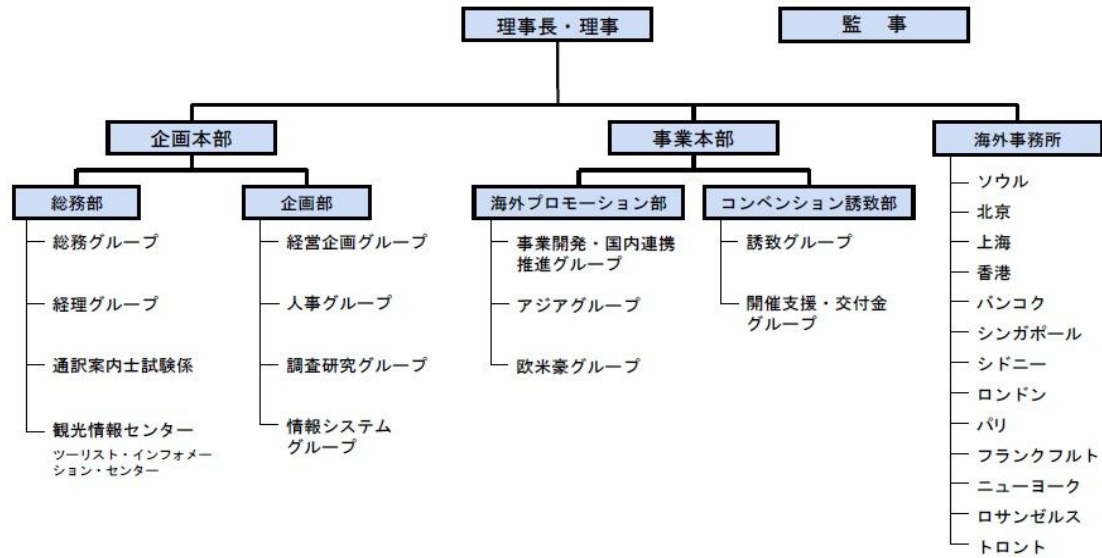 理事長・理事
監　事
企画本部
事業本部
海外事務所
総務部
企画部
海外プロモーション部
コンベンション誘致部
総務グループ
経理グループ
通訳案内士試験係
観光情報センター
ツーリスト・インフォメー
ション・センター
経営企画グループ
人事グループ
調査研究グループ
情報システム
グループ
事業開発・国内連携
推進グループ
アジアグループ
欧米豪グループ
誘致グループ
開催支援・交付金
グループ
ソウル
北京
上海
香港
バンコク
シンガポール
シドニー
ロンドン
パリ
フランクフルト
ニューヨーク
ロサンゼルス
トロント